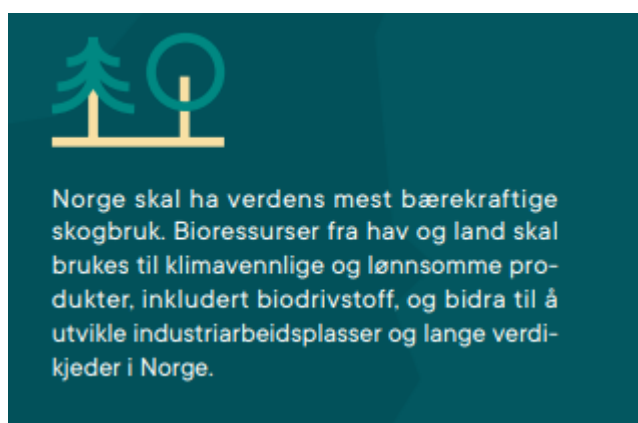 Norge skal ha verdens mest bærekraftige
skogbruk. Bioressurser fra hav og land skal
brukes til klimavennlige og lønnsomme pro-
dukter, inkludert biodrivstoff, og bidra til å
utvikle industriarbeidsplasser og lange verdi-
kjeder i Norge.